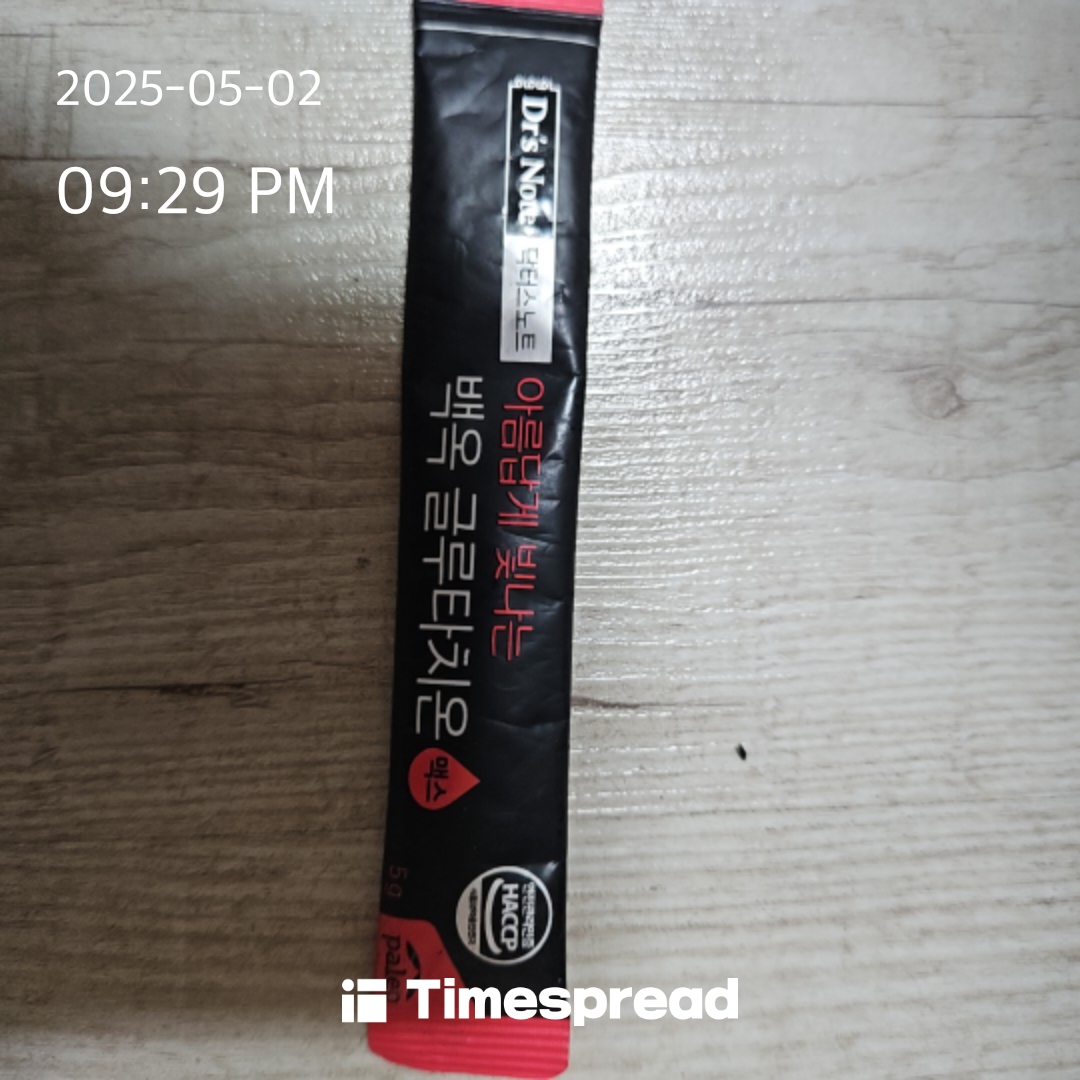 2025-05-02
09:29 PM
Dr's Note
닥터스노트
아름답게 빛나는
백옥 글루타치온
맥스
5g
HACCP
Timespread